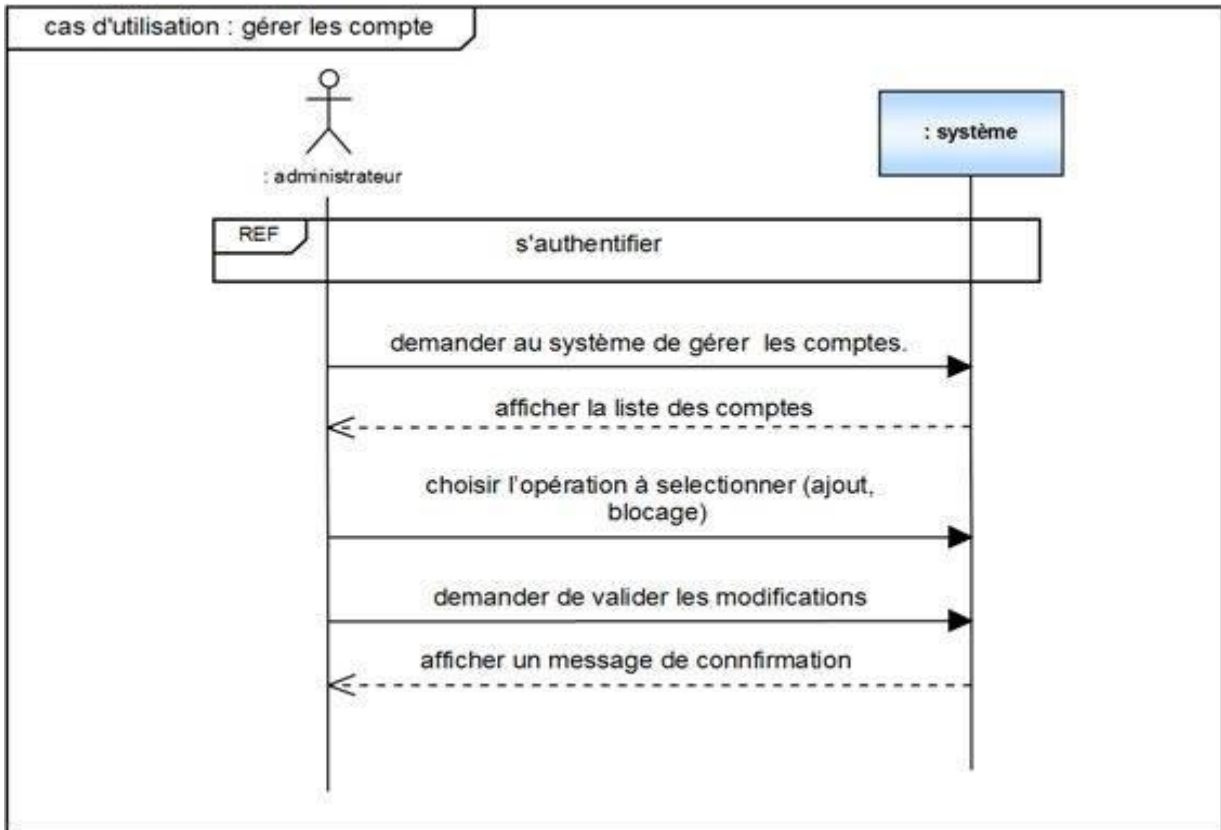 cas d'utilisation : gérer les compte
: administrateur
: système
REF
s'authentifier
demander au système de gérer les comptes.
afficher la liste des comptes
choisir l'opération à selectionner (ajout,
blocage)
demander de valider les modifications
afficher un message de connfirmation